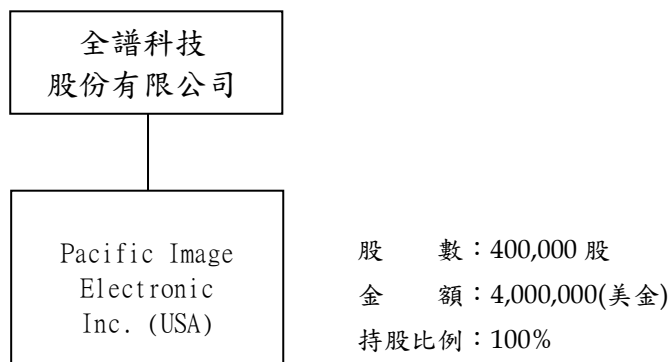 全譜科技
股份有限公司
Pacific Image
Electronic
Inc. (USA)
股　　數：400,000 股
金　　額：4,000,000(美金)
持股比例：100%